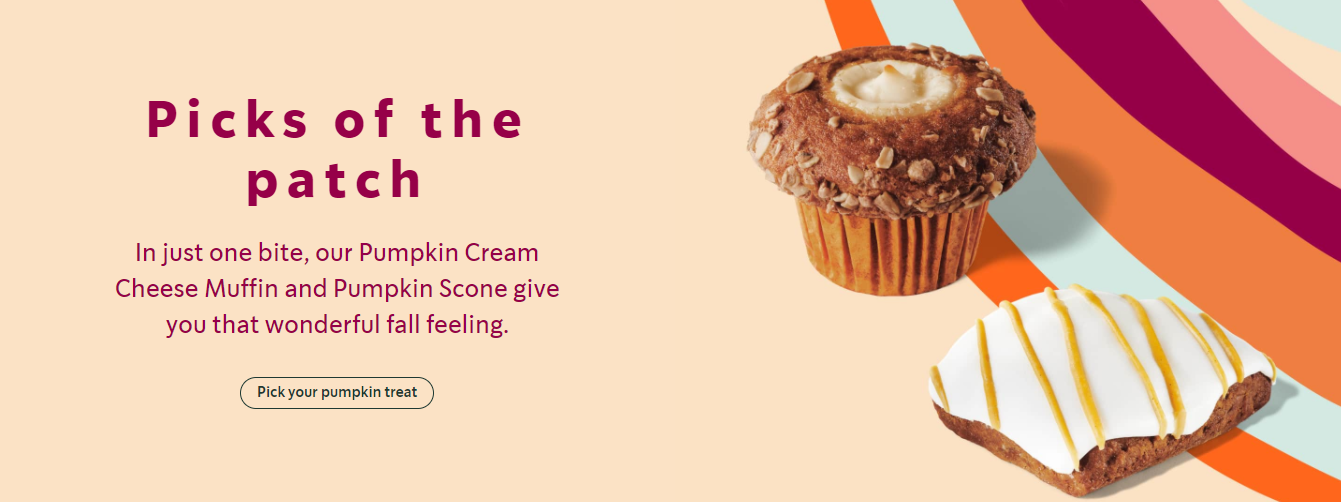 Picks of the
patch
In just one bite, our Pumpkin Cream
Cheese Muffin and Pumpkin Scone give
you that wonderful fall feeling.
Pick your pumpkin treat